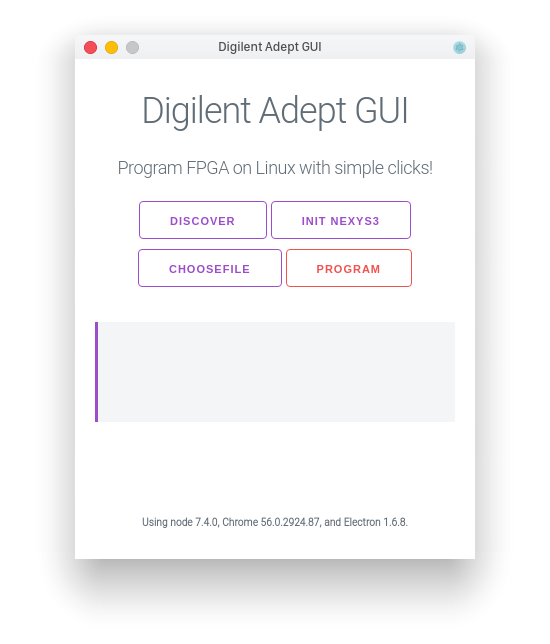 Digilent Adept GUI
Digilent Adept GUI
Program FPGA on Linux with simple clicks!
DISCOVER INIT NEXYS3
CHOOSEFILE PROGRAM
Using node 7.4.0, Chrome 56.0.2924.87, and Electron 1.6.8.